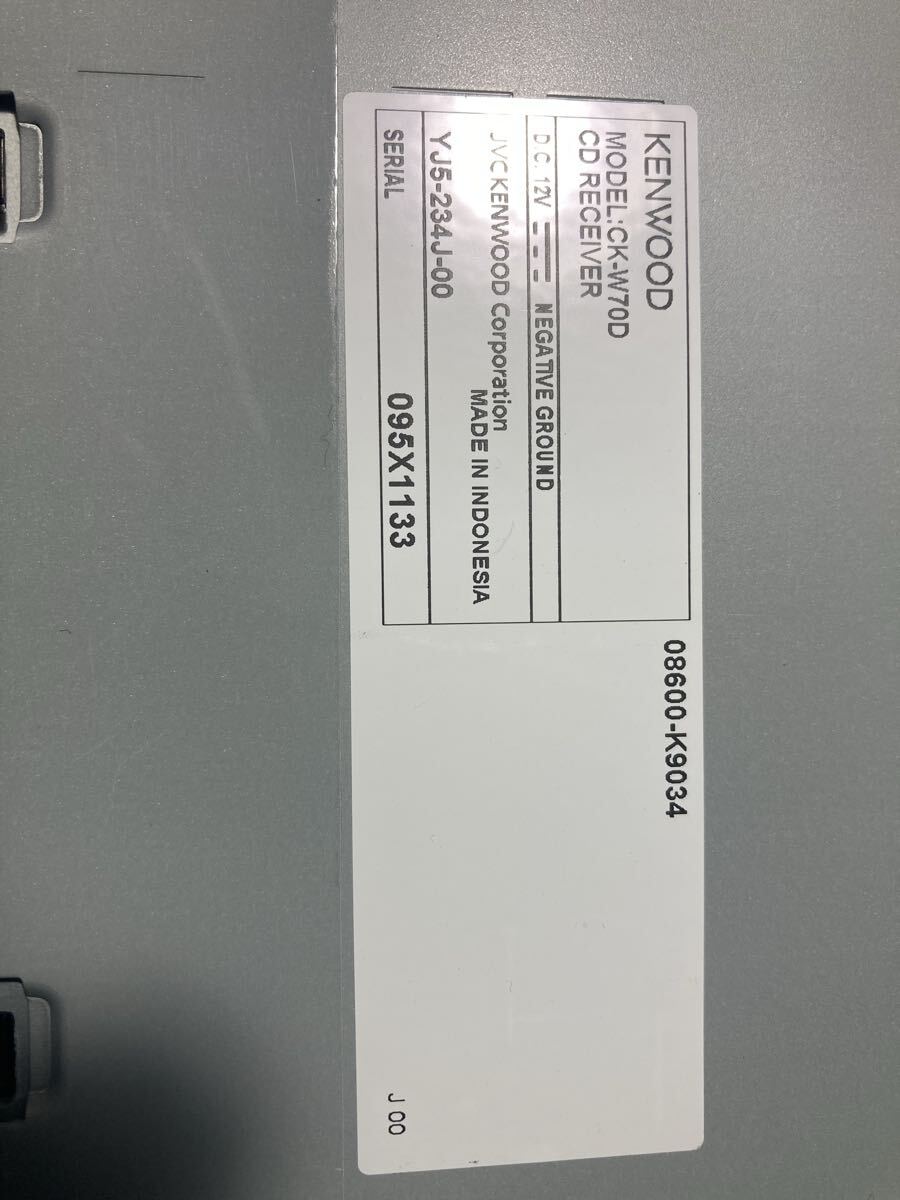 KENWOOD
08600-K9034
MODEL:CK-W70D
CD RECEIVER
D.C. 12V NEGATIVE GROUND
JVCKENWOOD Corporation
MADE IN INDONESIA
YJ5-234J-00
SERIAL 095X1133
J 00